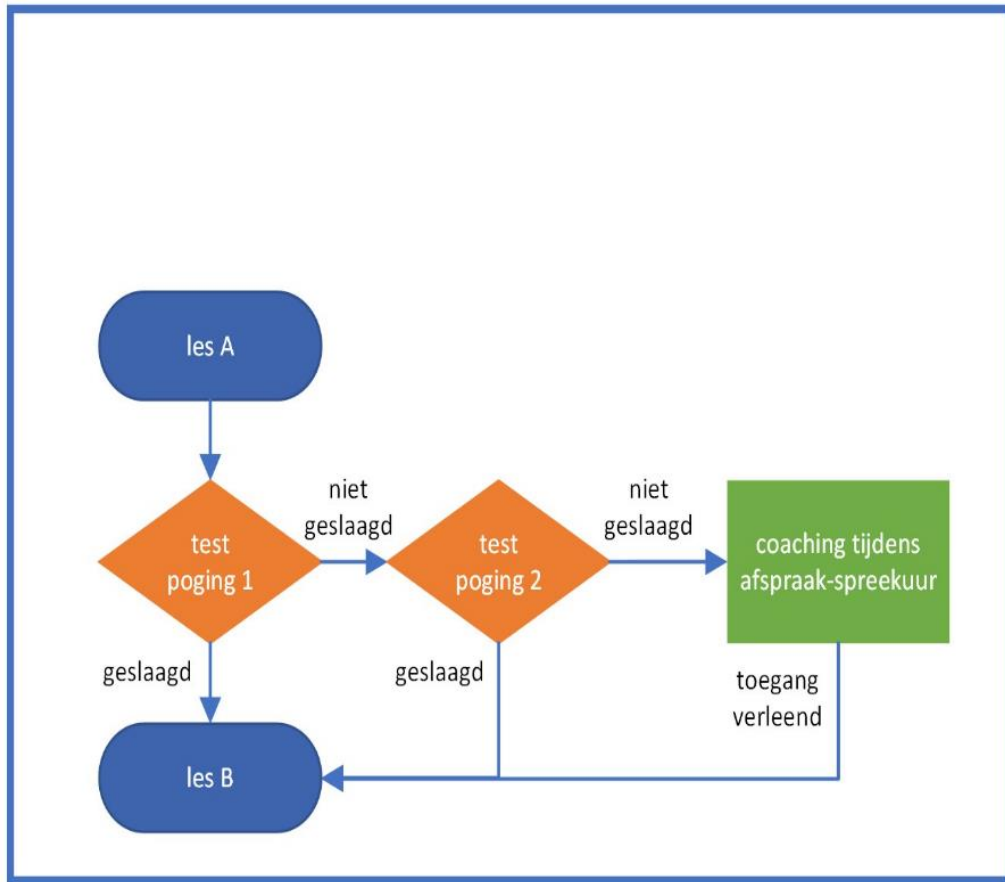 les A
niet
geslaagd
niet
geslaagd
test
poging 1
test
poging 2
coaching tijdens
afspraak-spreekuur
geslaagd
geslaagd
toegang
verleend
les B